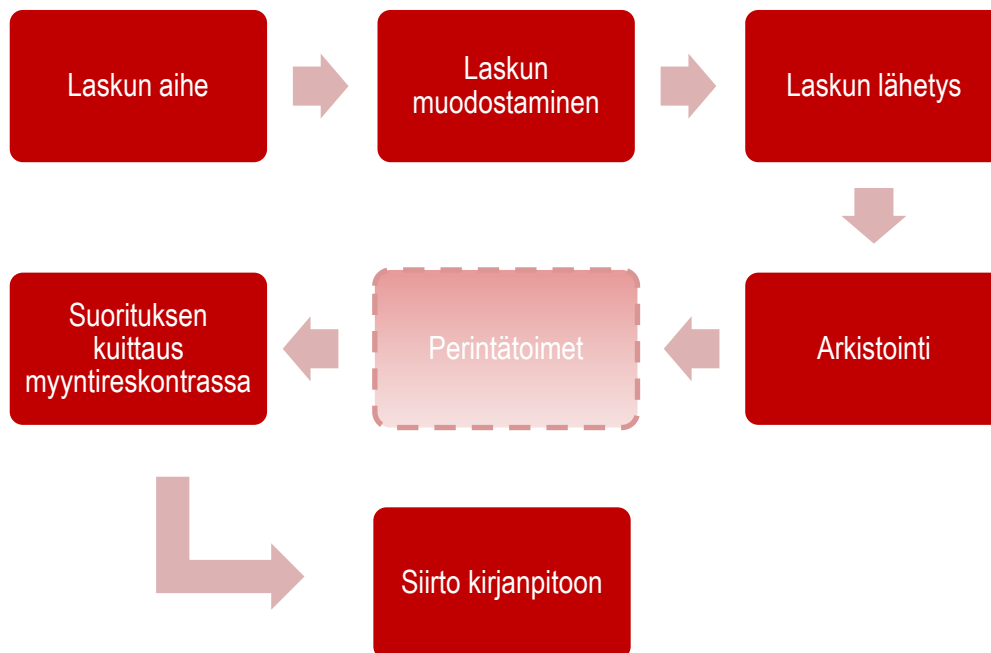 Laskun aihe
Laskun
muodostaminen
Laskun lähetys
Suorituksen
kuittaus
myyntireskontrassa
Perintätoimet
Arkistointi
Siirto kirjanpitoon